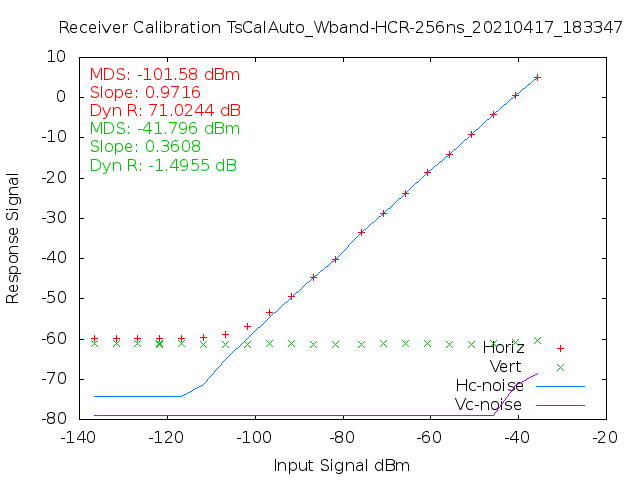 Receiver Calibration TsCalAuto_Wband-HCR-256ns_20210417_183347
10
0
-10
-20
-30
-40
-50
-60
-70
-80
MDS: -101.58 dBm
Slope: 0.9716
Dyn R: 71.0244 dB
MDS: -41.796 dBm
Slope: 0.3608
Dyn R: -1.4955 dB
Response Signal
Horiz
Vert
Hc-noise
Vc-noise
-140 -120 -100 -80 -60 -40 -20
Input Signal dBm